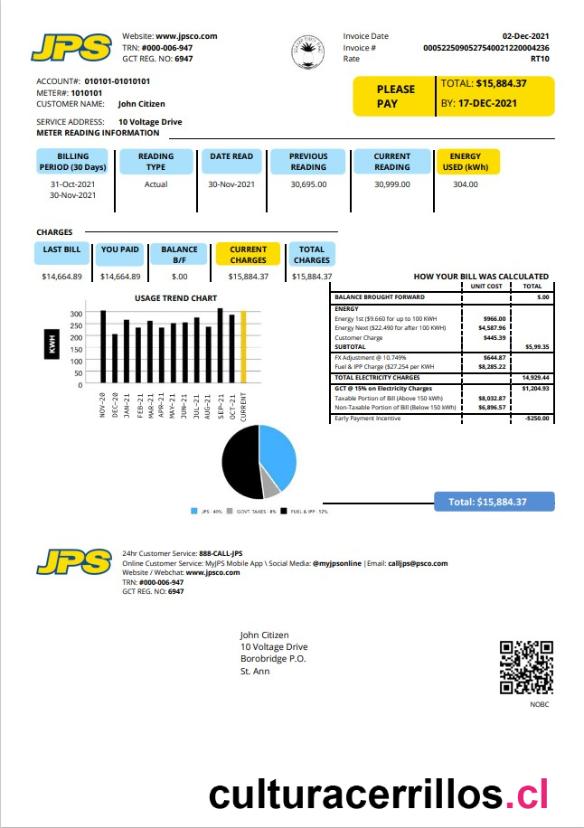 JPS
Website: www.jpsco.com
TRN: #000-006-947
GCT REG. NO: 6947
Invoice Date 02-Dec-2021
Invoice # 0005225090527540021220004236
Rate RT10
ACCOUNT#: 010101-01010101
METER#: 1010101
CUSTOMER NAME: John Citizen
SERVICE ADDRESS: 10 Voltage Drive
PLEASE PAY
TOTAL: $15,884.37
BY: 17-DEC-2021
METER READING INFORMATION
BILLING PERIOD (30 Days) READING TYPE DATE READ PREVIOUS READING CURRENT READING ENERGY USED (kWh)
31-Oct-2021 Actual 30-Nov-2021 30,695.00 30,999.00 304.00
30-Nov-2021
CHARGES
LAST BILL YOU PAID BALANCE B/F CURRENT CHARGES TOTAL CHARGES
$14,664.89 $14,664.89 $.00 $15,884.37 $15,884.37
HOW YOUR BILL WAS CALCULATED
UNIT COST TOTAL
BALANCE BROUGHT FORWARD $.00
ENERGY
Energy 1st ($9.660 for up to 100 KWH $966.00
Energy Next ($22.490 for after 100 KWH) $4,587.96
Customer Charge $445.39
SUBTOTAL $5,99.35
FX Adjustment @ 10.749% $644.87
Fuel & IPP Charge ($27.254 per KWH $8,285.22
TOTAL ELECTRICITY CHARGES 14,929.44
GCT @ 15% on Electricity Charges $1,204.93
Taxable Portion of Bill (Above 150 kWh) $8,032.87
Non-Taxable Portion of Bill (Below 150 kWh) $6,896.57
Early Payment Incentive -$250.00
USAGE TREND CHART
KWH
300
250
200
150
100
50
0
NOV-20 DEC-20 JAN-21 FEB-21 MAR-21 APR-21 MAY-21 JUN-21 JUL-21 AUG-21 SEP-21 OCT-21 CURRENT
JPS 40% GOVT. TAXES 8% FUEL & IPP 52%
Total: $15,884.37
JPS
24hr Customer Service: 888-CALL-JPS
Online Customer Service: MyJPS Mobile App \ Social Media: @myjpsonline |Email: calljps@psco.com
Website / Webchat: www.jpsco.com
TRN: #000-006-947
GCT REG. NO: 6947
John Citizen
10 Voltage Drive
Borobridge P.O.
St. Ann
NOBC
culturacerrillos.cl